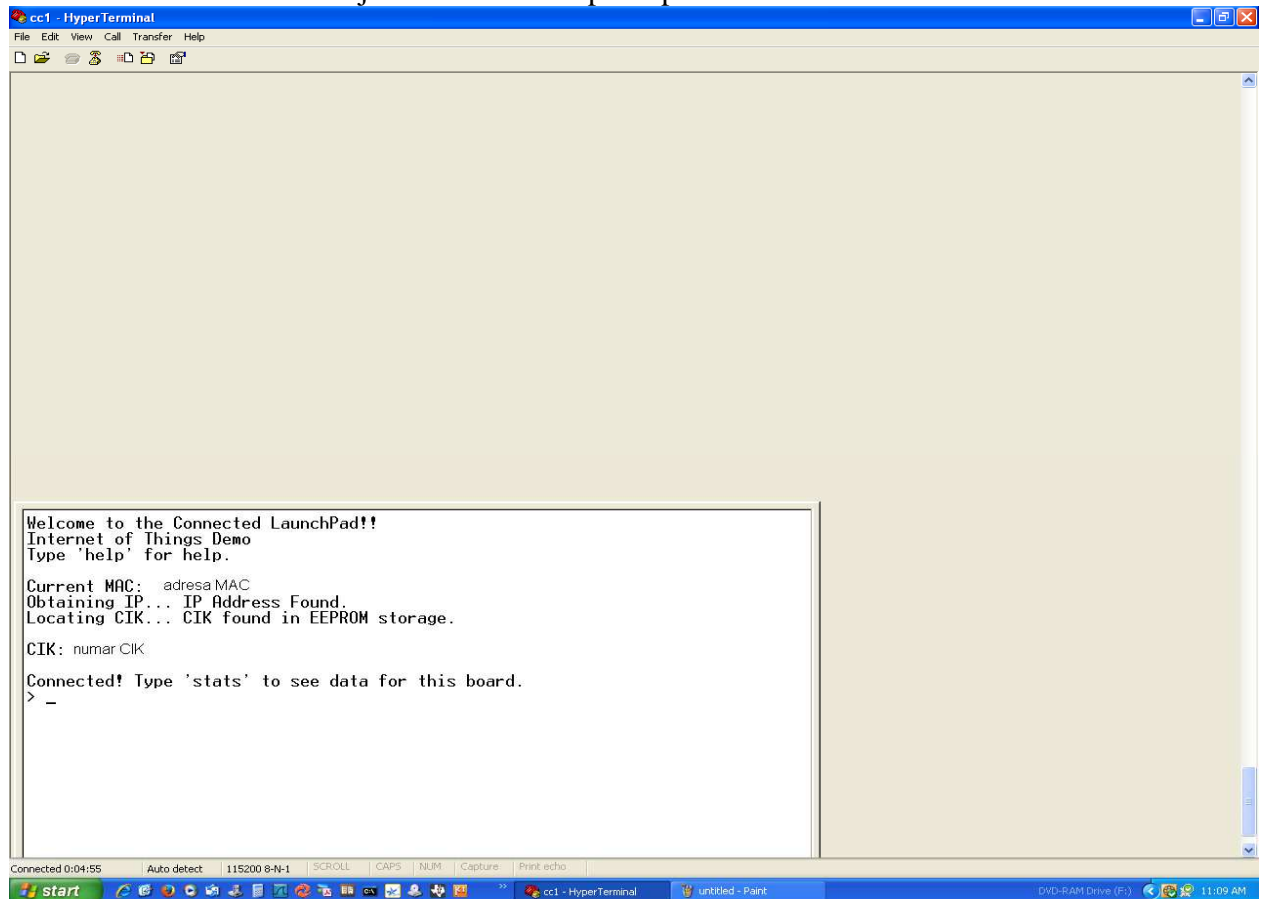 cc1 - HyperTerminal
File Edit View Call Transfer Help
Welcome to the Connected LaunchPad!!
Internet of Things Demo
Type 'help' for help.
Current MAC: adresa MAC
Obtaining IP... IP Address Found.
Locating CIK... CIK found in EEPROM storage.
CIK: numar CIK
Connected! Type 'stats' to see data for this board.
> _
Connected 0:04:55 Auto detect 115200 8-N-1 SCROLL CAPS NUM Capture Print echo
start cc1 - HyperTerminal untitled - Paint DVD-RAM Drive (F:) 11:09 AM